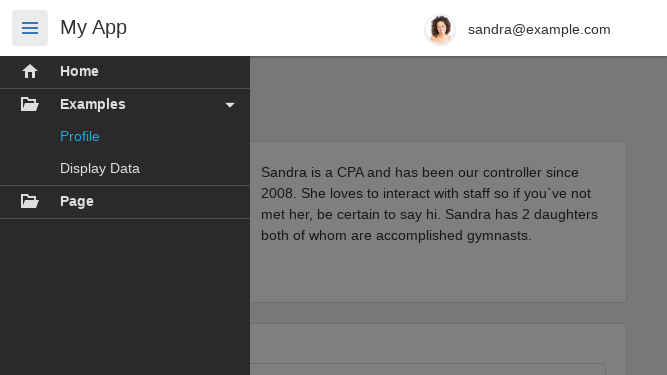 My App
sandra@example.com
Home
Examples
Profile
Display Data
Page
Sandra is a CPA and has been our controller since
2008. She loves to interact with staff so if you`ve not
met her, be certain to say hi. Sandra has 2 daughters
both of whom are accomplished gymnasts.